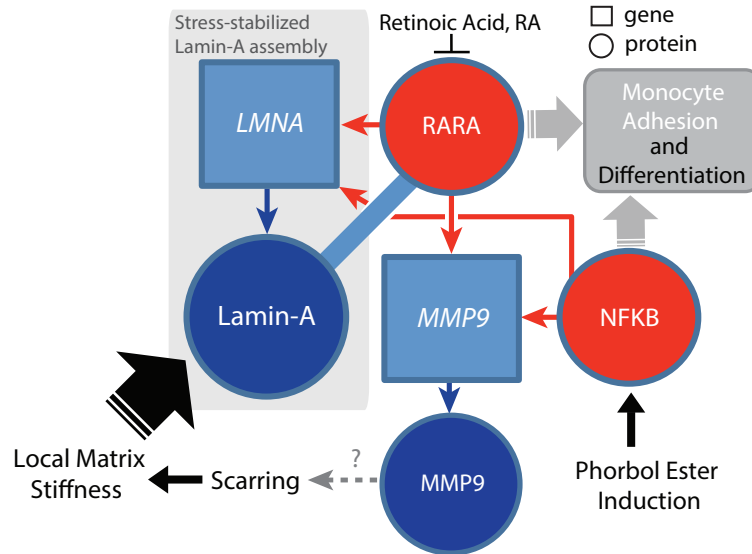 Stress-stabilized
Lamin-A assembly
Retinoic Acid, RA
gene
protein
LMNA
RARA
Monocyte
Adhesion
and
Differentiation
Lamin-A
MMP9
NFKB
Local Matrix
Stiffness
Scarring
?
MMP9
Phorbol Ester
Induction